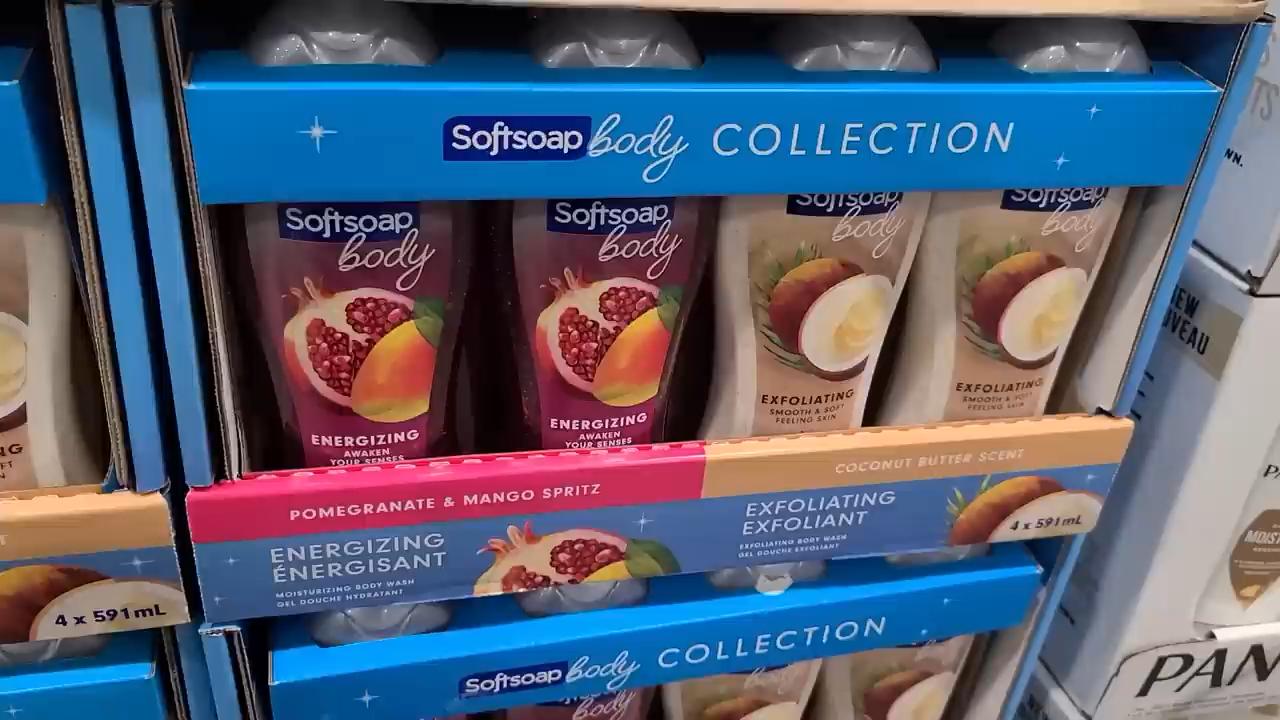 Softsoap body COLLECTION
Softsoap
body
ENERGIZING
AWAKEN
YOUR SENSES
Softsoap
body
ENERGIZING
AWAKEN
YOUR SENSES
Softsoap
body
EXFOLIATING
SMOOTH & SOFT
FEELING SKIN
Softsoap
body
EXFOLIATING
SMOOTH & SOFT
FEELING SKIN
POMEGRANATE & MANGO SPRITZ
COCONUT BUTTER SCENT
ENERGIZING
ÉNERGISANT
MOISTURIZING BODY WASH
GEL DOUCHE HYDRATANT
EXFOLIATING
EXFOLIANT
EXFOLIATING BODY WASH
GEL DOUCHE EXFOLIANT
4 x 591mL
4 x 591mL
Softsoap body COLLECTION
body
body
PAN